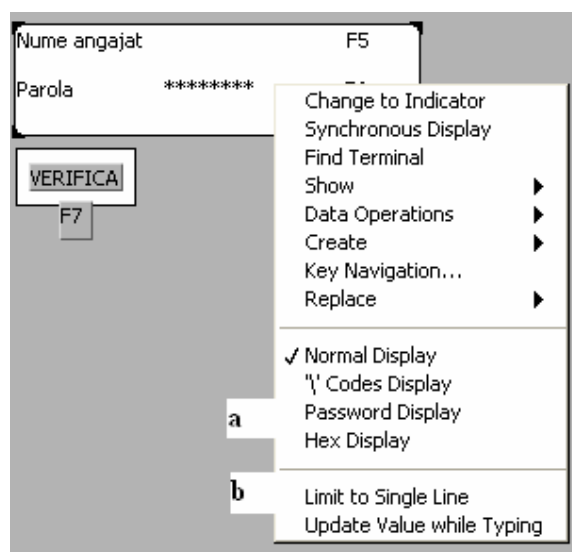 Nume angajat F5
Parola ********
VERIFICA
F7
Change to Indicator
Synchronous Display
Find Terminal
Show
Data Operations
Create
Key Navigation...
Replace
✓ Normal Display
'\' Codes Display
a Password Display
Hex Display
b Limit to Single Line
Update Value while Typing